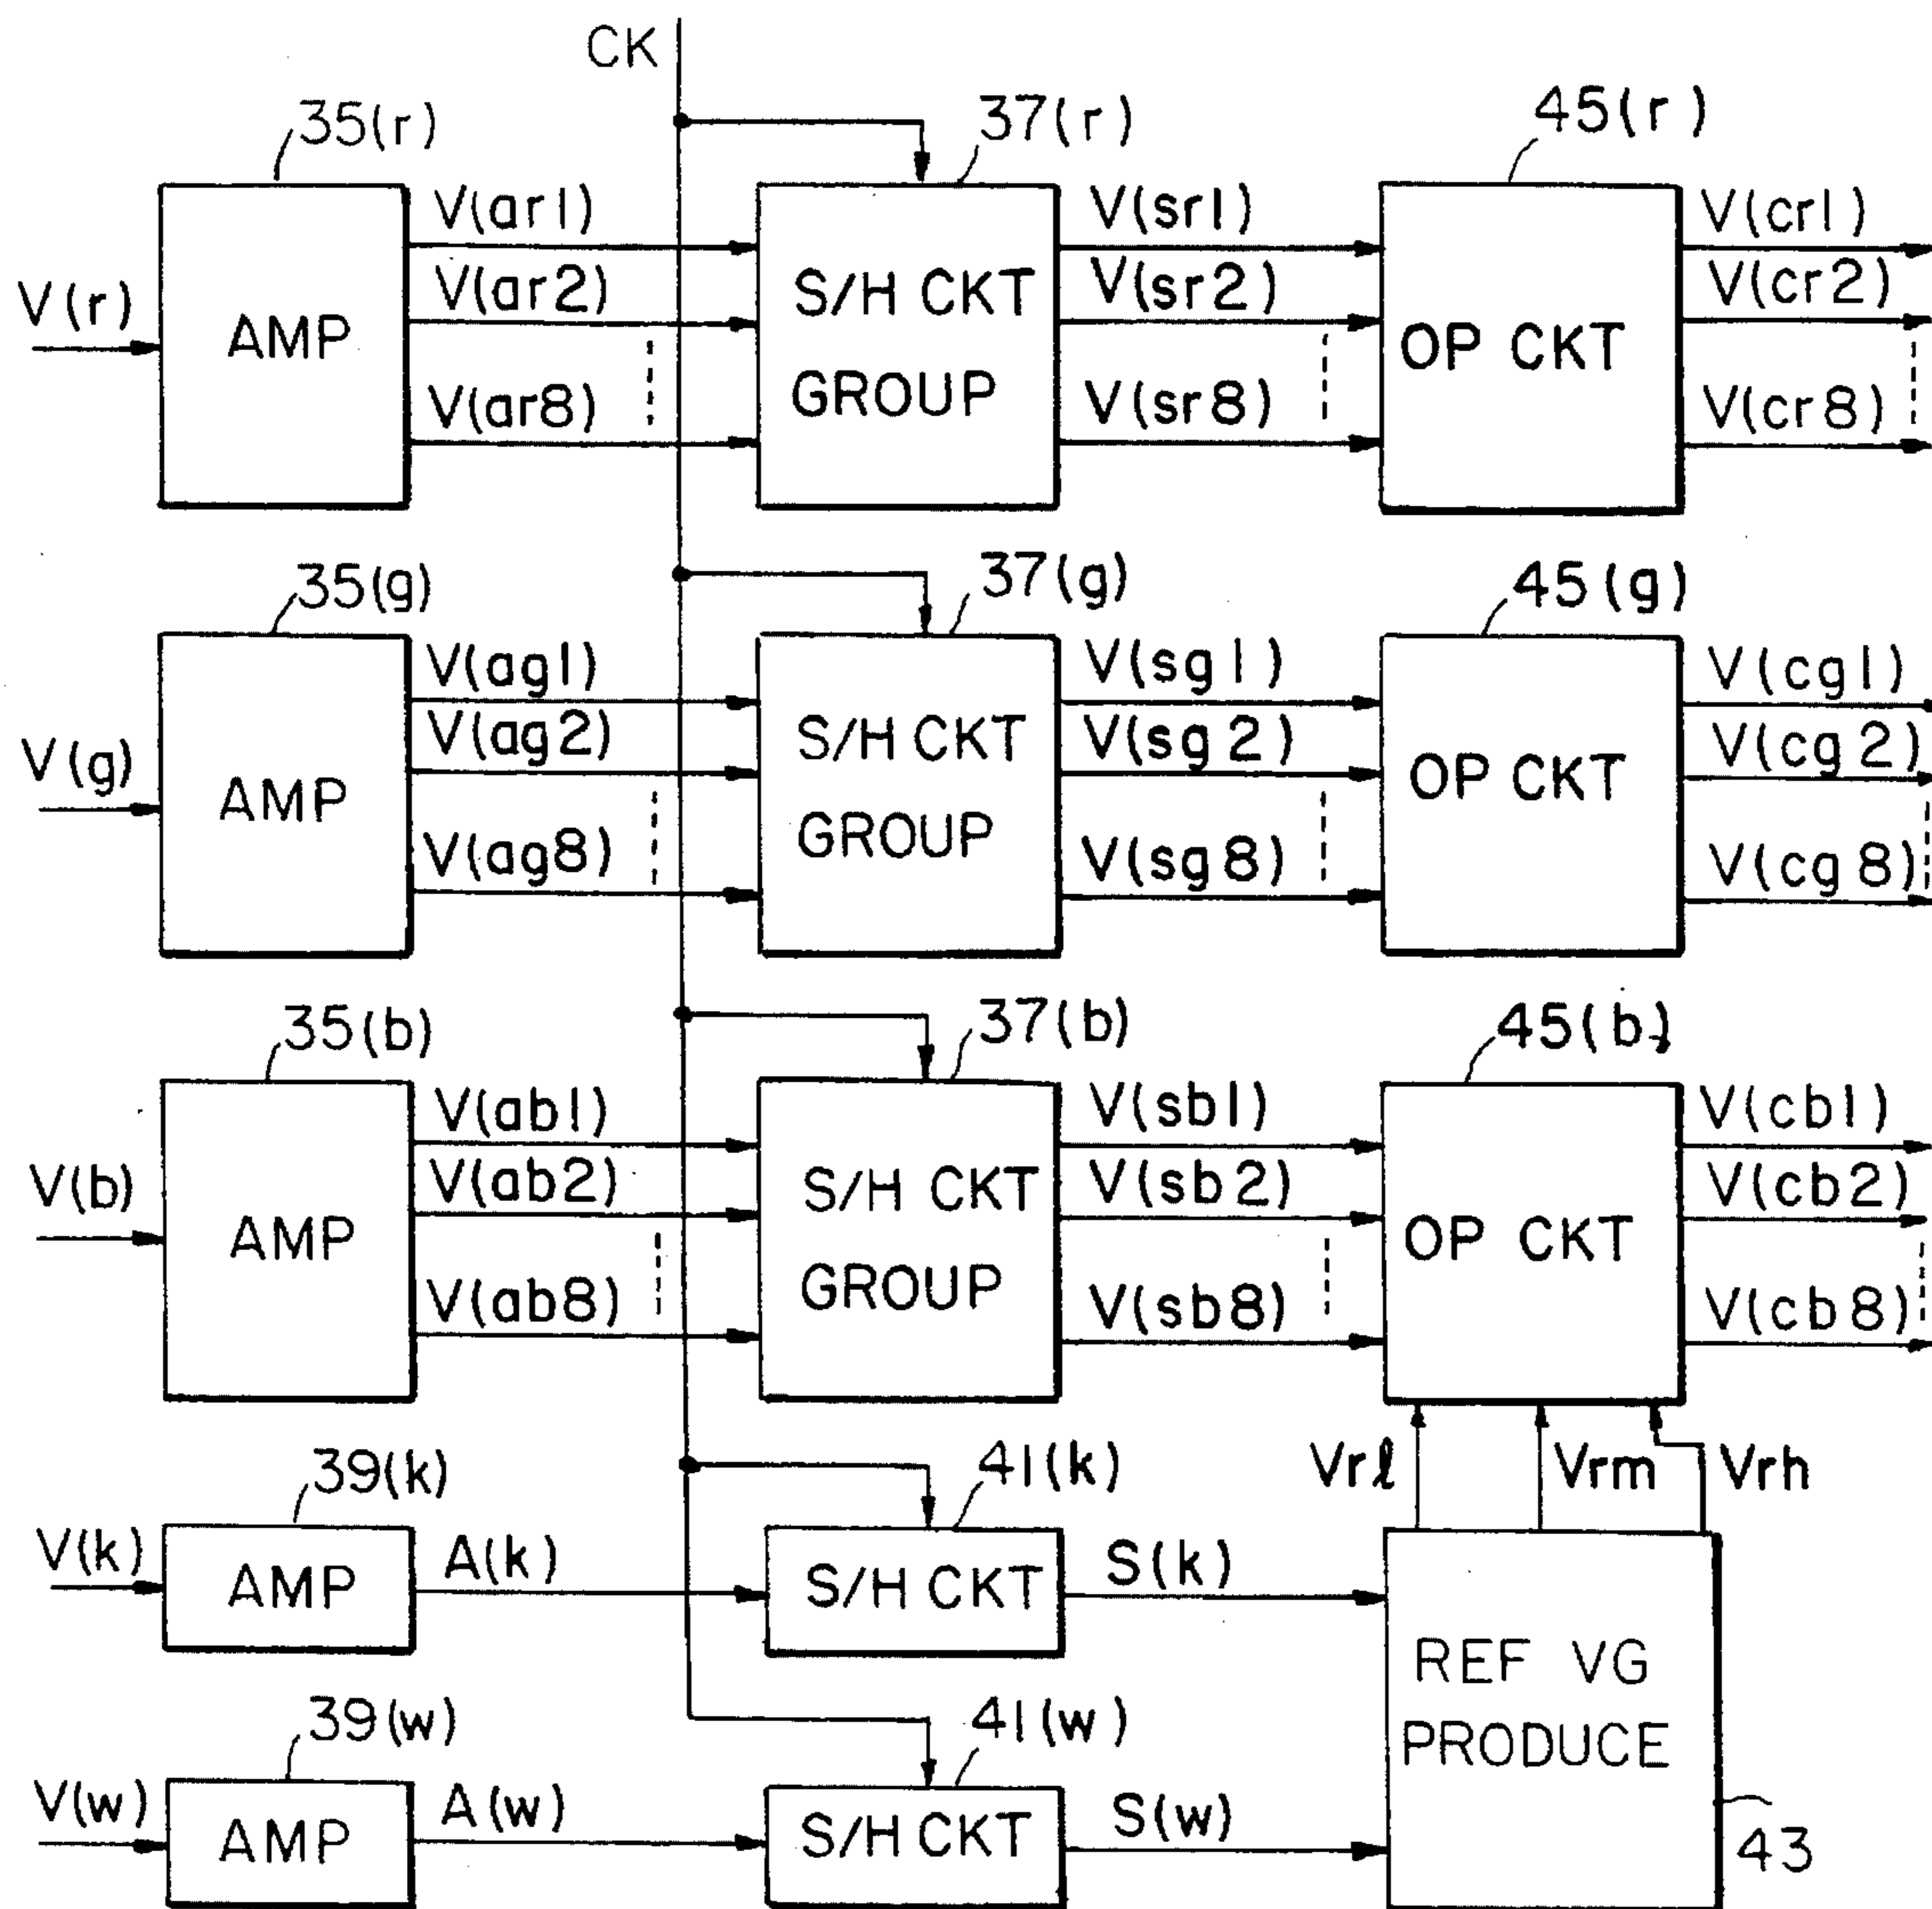 CK
35(r)
37(r)
45(r)
V(r)
AMP
V(ar1)
V(ar2)
V(ar8)
S/H CKT
GROUP
V(sr1)
V(sr2)
V(sr8)
OP CKT
V(cr1)
V(cr2)
V(cr8)
35(g)
37(g)
45(g)
V(g)
AMP
V(ag1)
V(ag2)
V(ag8)
S/H CKT
GROUP
V(sg1)
V(sg2)
V(sg8)
OP CKT
V(cg1)
V(cg2)
V(cg8)
35(b)
37(b)
45(b)
V(b)
AMP
V(ab1)
V(ab2)
V(ab8)
S/H CKT
GROUP
V(sb1)
V(sb2)
V(sb8)
OP CKT
V(cb1)
V(cb2)
V(cb8)
Vrℓ
Vrm
Vrh
39(k)
41(k)
V(k)
AMP
A(k)
S/H CKT
S(k)
REF VG
PRODUCE
39(w)
41(w)
V(w)
AMP
A(w)
S/H CKT
S(w)
43